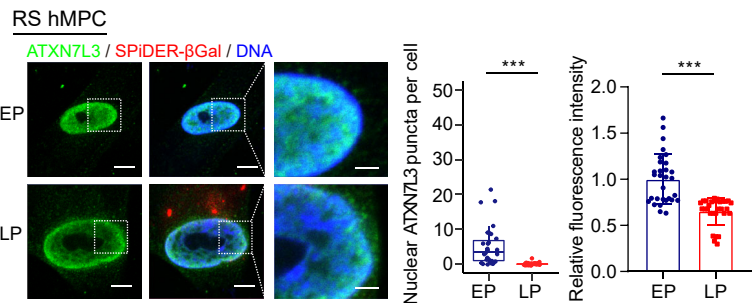 RS hMPC
ATXN7L3 / SPiDER-βGal / DNA
EP
LP
Nuclear ATXN7L3 puncta per cell
50
40
30
20
10
0
***
EP LP
Relative fluorescence intensity
2.0
1.5
1.0
0.5
0.0
***
EP LP